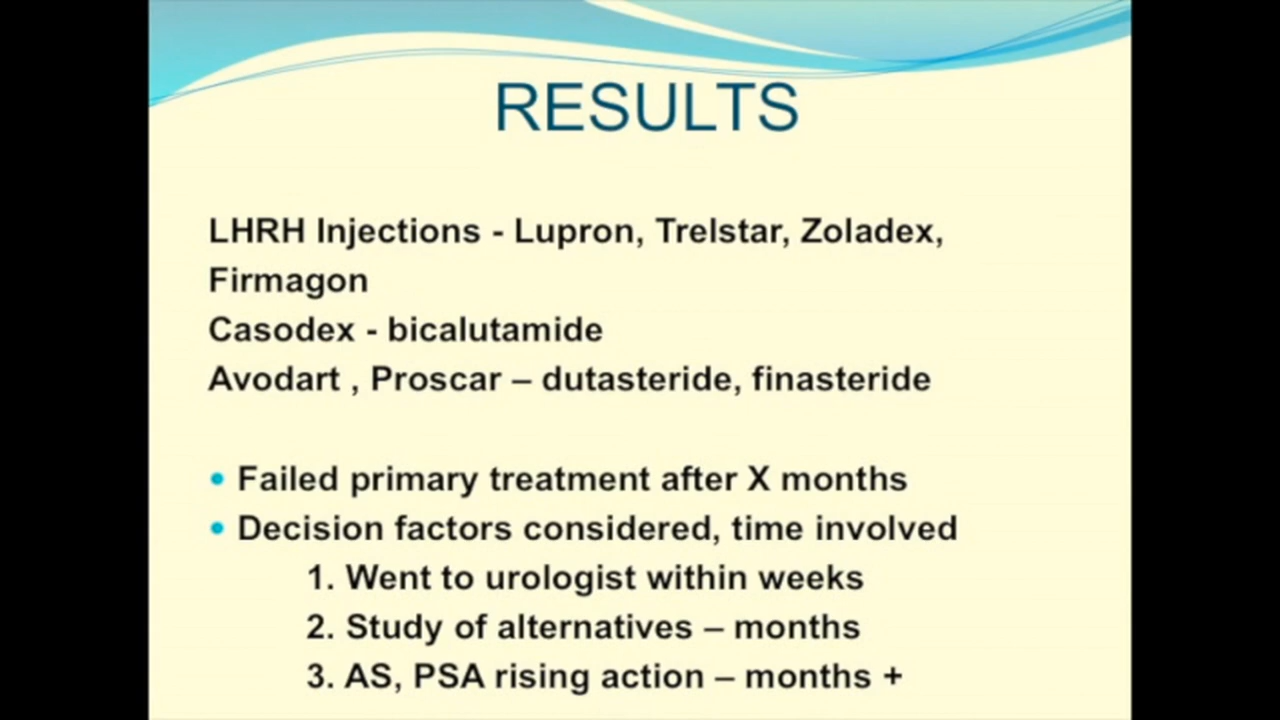 RESULTS
LHRH Injections - Lupron, Trelstar, Zoladex,
Firmagon
Casodex - bicalutamide
Avodart , Proscar – dutasteride, finasteride
• Failed primary treatment after X months
• Decision factors considered, time involved
1. Went to urologist within weeks
2. Study of alternatives – months
3. AS, PSA rising action – months +